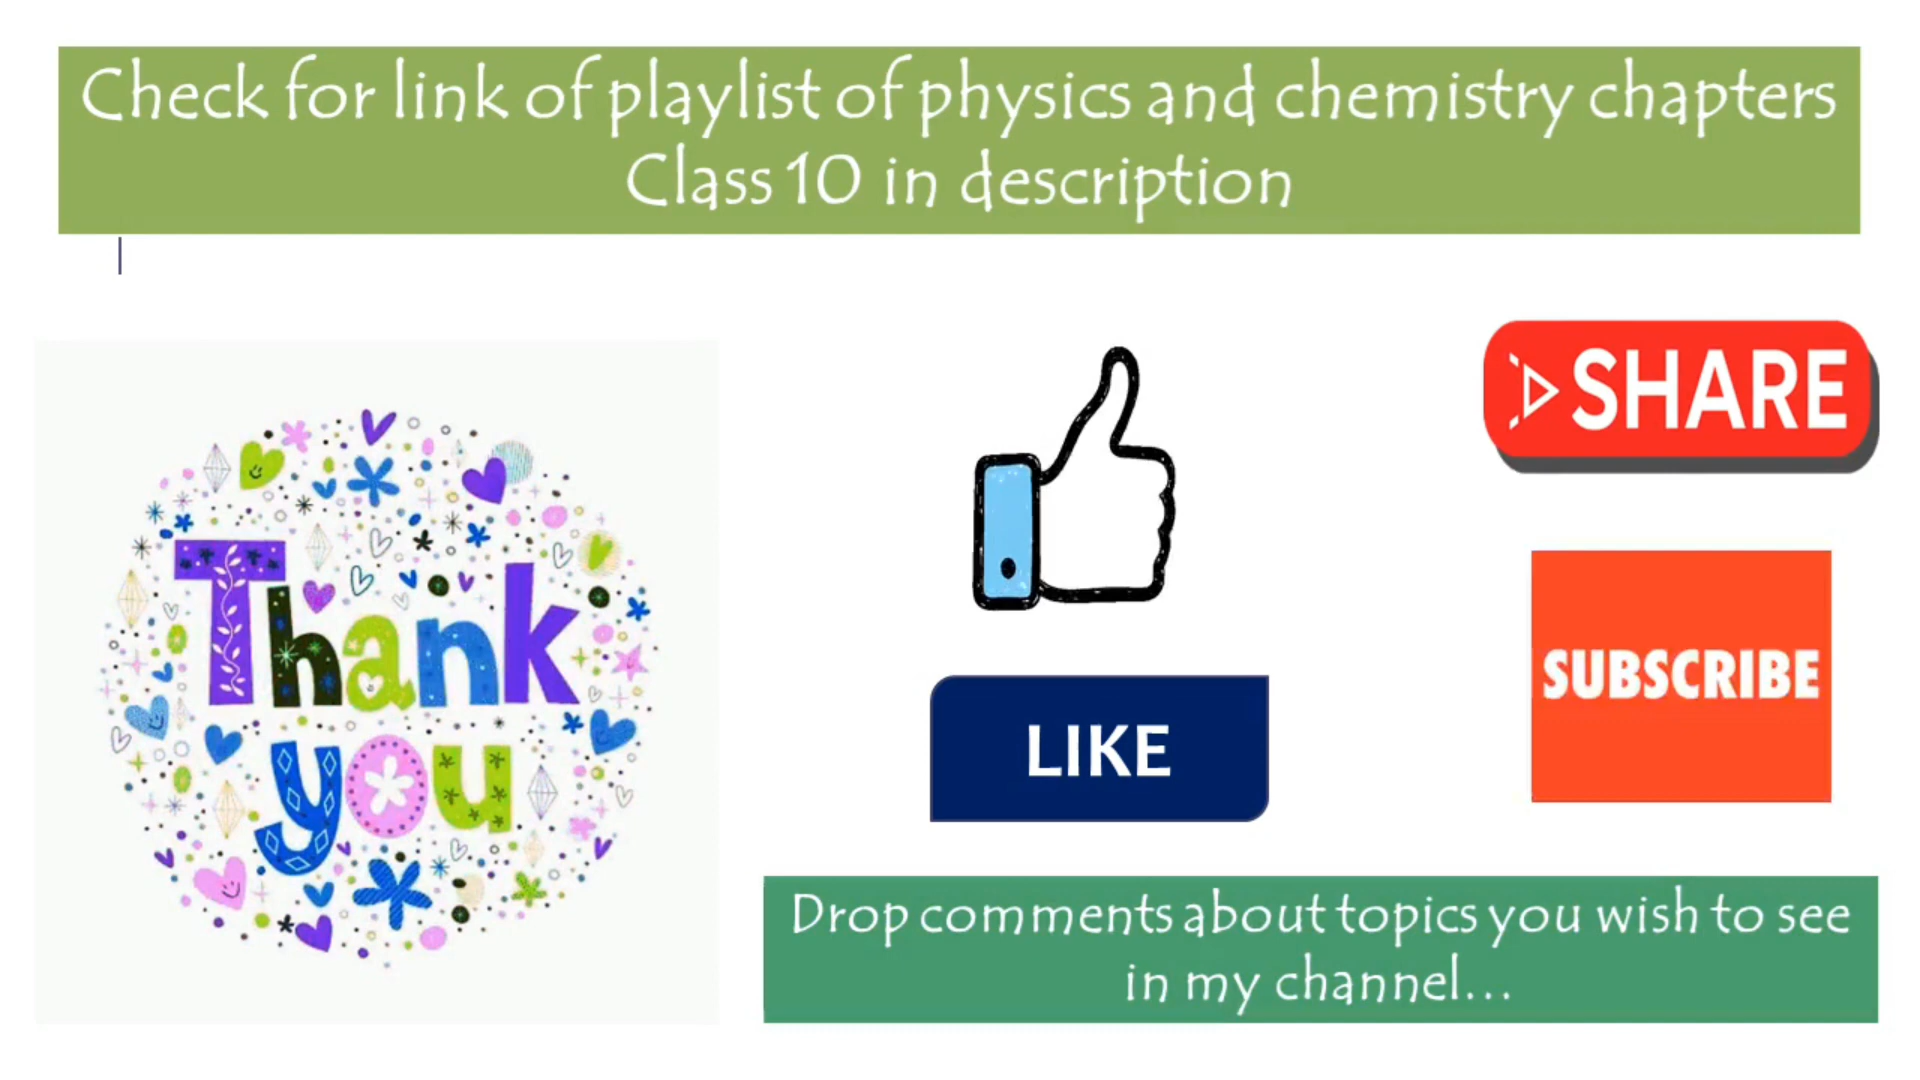 Check for link of playlist of physics and chemistry chapters
Class 10 in description
Thank
you
LIKE
SHARE
SUBSCRIBE
Drop comments about topics you wish to see
in my channel...